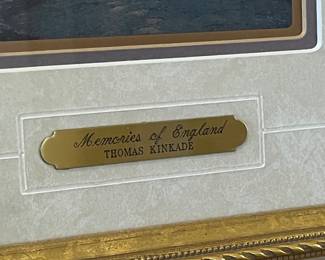 Memories of England
THOMAS KINKADE